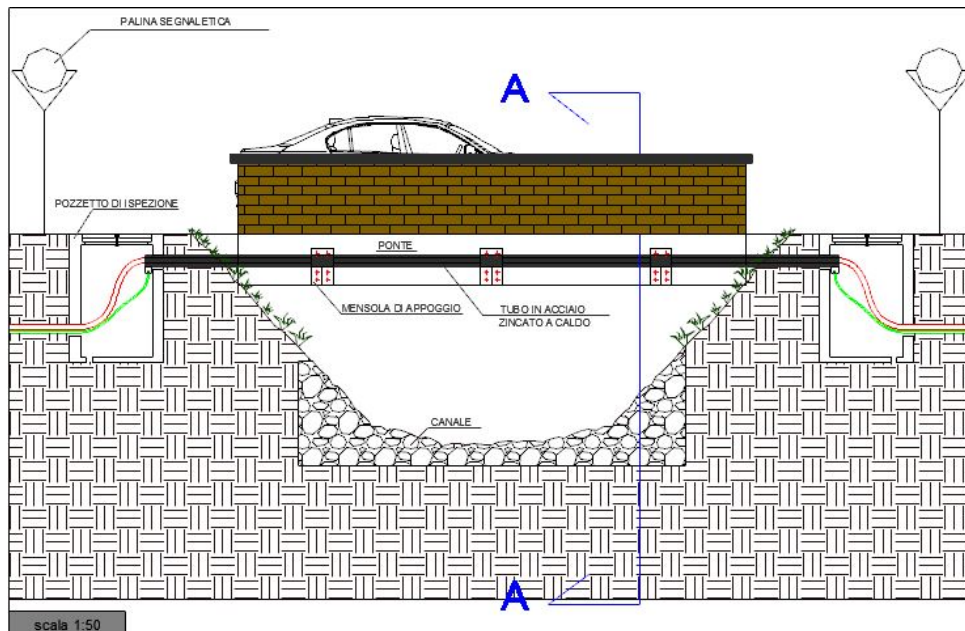 PALINA SEGNALETICA
A
POZZETTO DI ISPEZIONE
PONTE
MENSOLA DI APPOGGIO
TUBO IN ACCIAIO
ZINCATO A CALDO
CANALE
A
scala 1:50